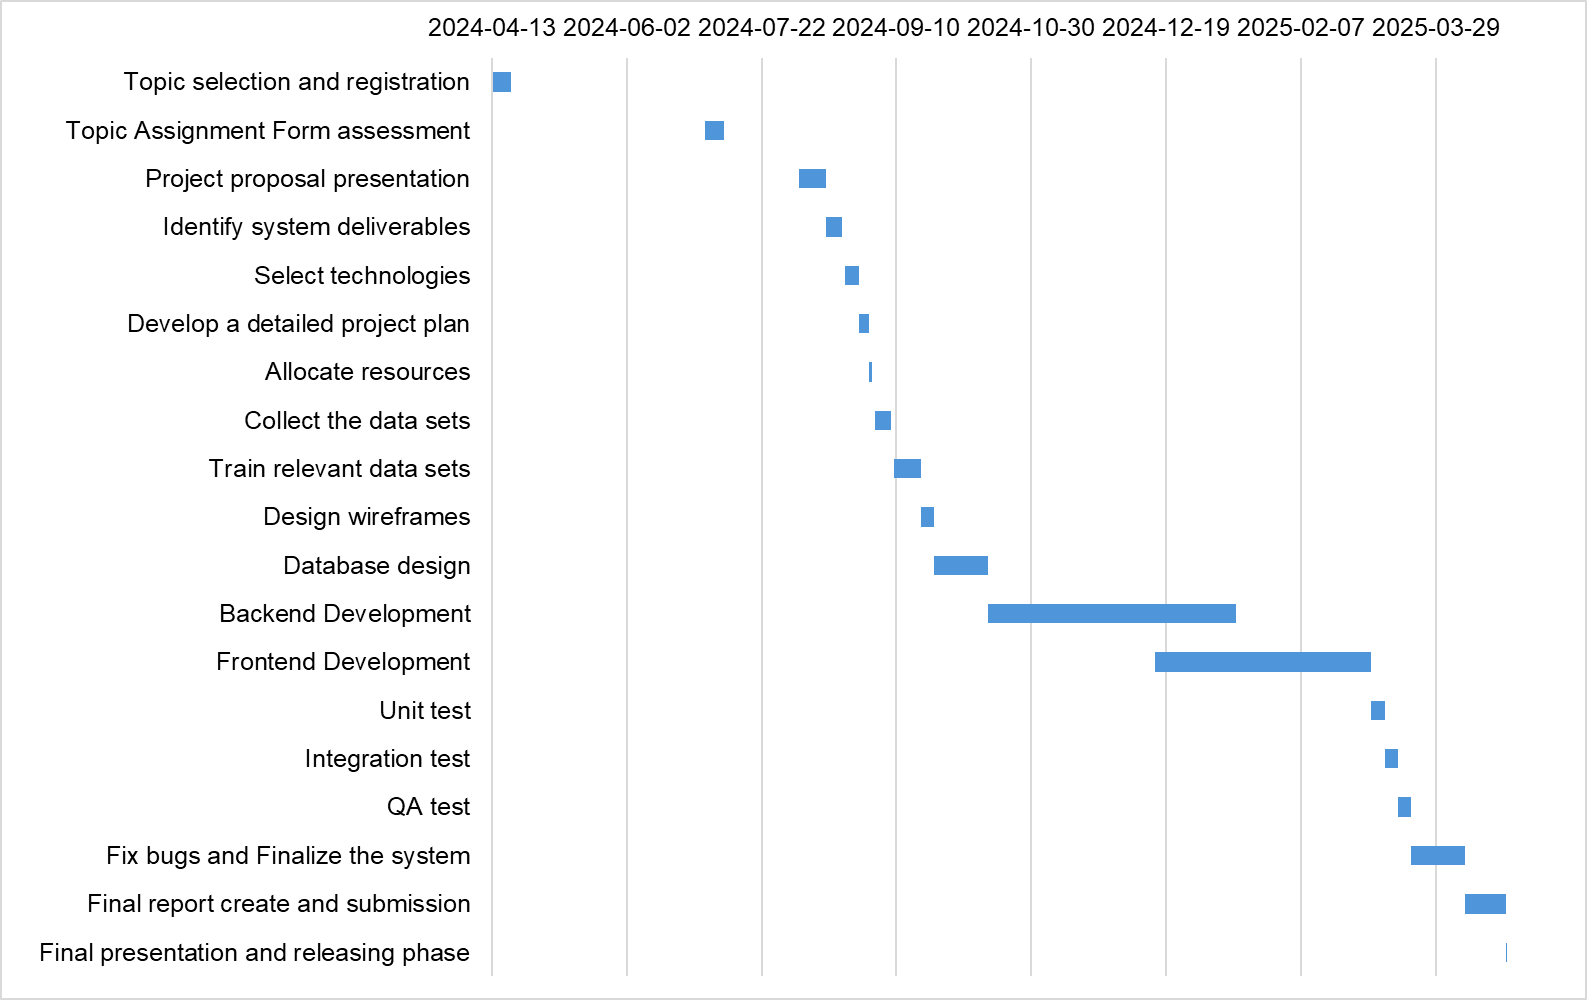 2024-04-13 2024-06-02 2024-07-22 2024-09-10 2024-10-30 2024-12-19 2025-02-07 2025-03-29
Topic selection and registration
Topic Assignment Form assessment
Project proposal presentation
Identify system deliverables
Select technologies
Develop a detailed project plan
Allocate resources
Collect the data sets
Train relevant data sets
Design wireframes
Database design
Backend Development
Frontend Development
Unit test
Integration test
QA test
Fix bugs and Finalize the system
Final report create and submission
Final presentation and releasing phase